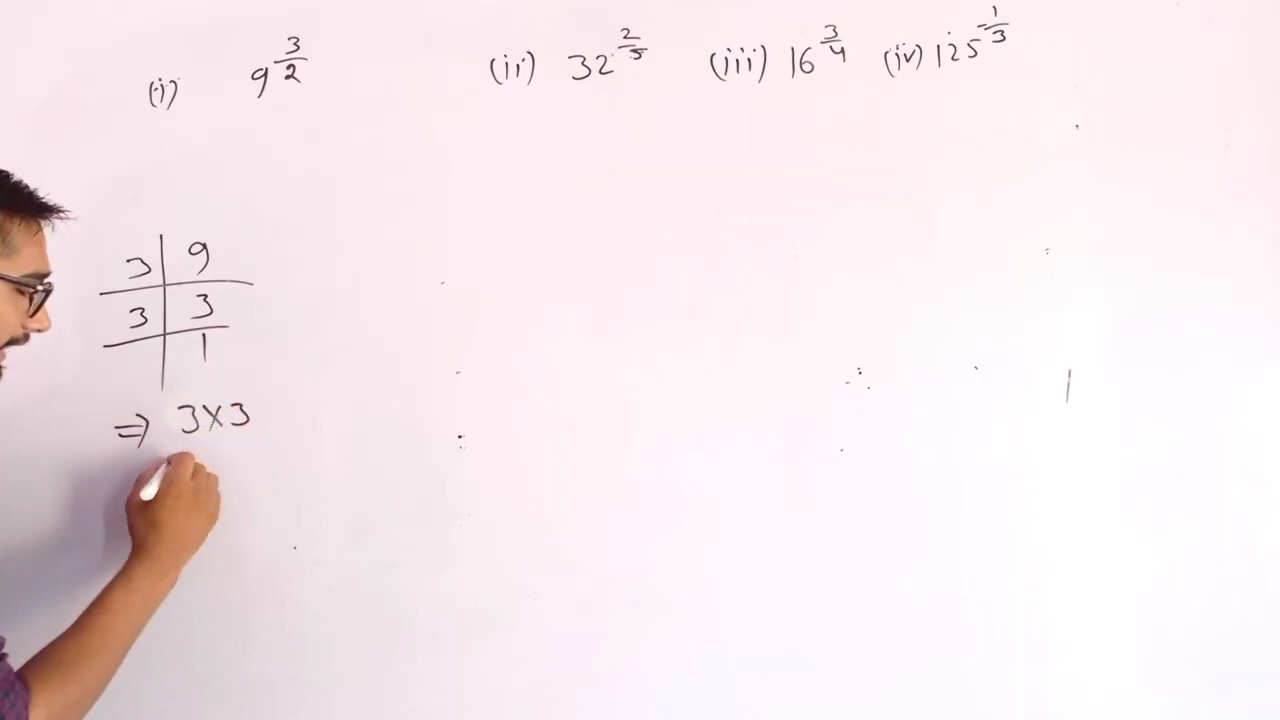 (i) 9^(3/2) (ii) 32^(2/5) (iii) 16^(3/4) (iv) 125^(-1/3)
3 | 9
3 | 3
| 1
⇒ 3×3